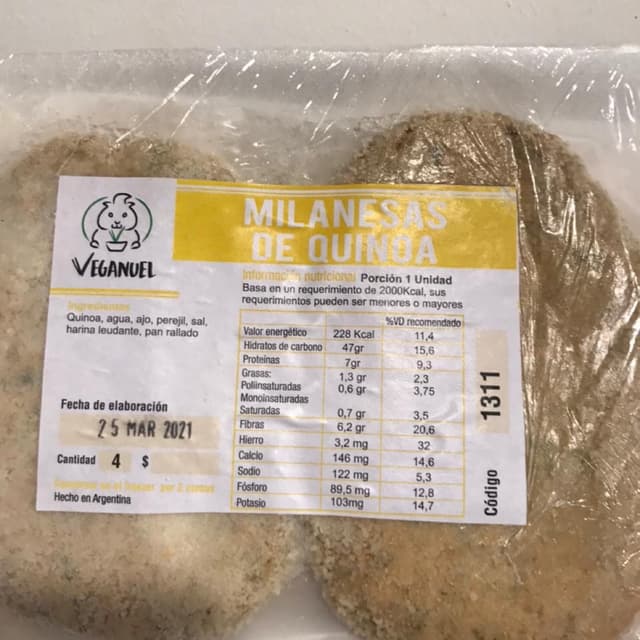 VEGANUEL
MILANESAS
DE QUINOA
Ingredientes
Quinoa, agua, ajo, perejil, sal,
harina leudante, pan rallado
Fecha de elaboración
25 MAR 2021
Cantidad 4 $
Hecho en Argentina
Información nutricional Porción 1 Unidad
Basa en un requerimiento de 2000Kcal, sus
requerimientos pueden ser menores o mayores
%VD recomendado
Valor energético 228 Kcal 11,4
Hidratos de carbono 47gr 15,6
Proteinas 7gr 9,3
Grasas: 1,3 gr 2,3
Poliinsaturadas 0,6 gr 3,75
Monoinsaturadas
Saturadas 0,7 gr 3,5
Fibras 6,2 gr 20,6
Hierro 3,2 mg 32
Calcio 146 mg 14,6
Sodio 122 mg 5,3
Fósforo 89,5 mg 12,8
Potasio 103mg 14,7
Código 1311